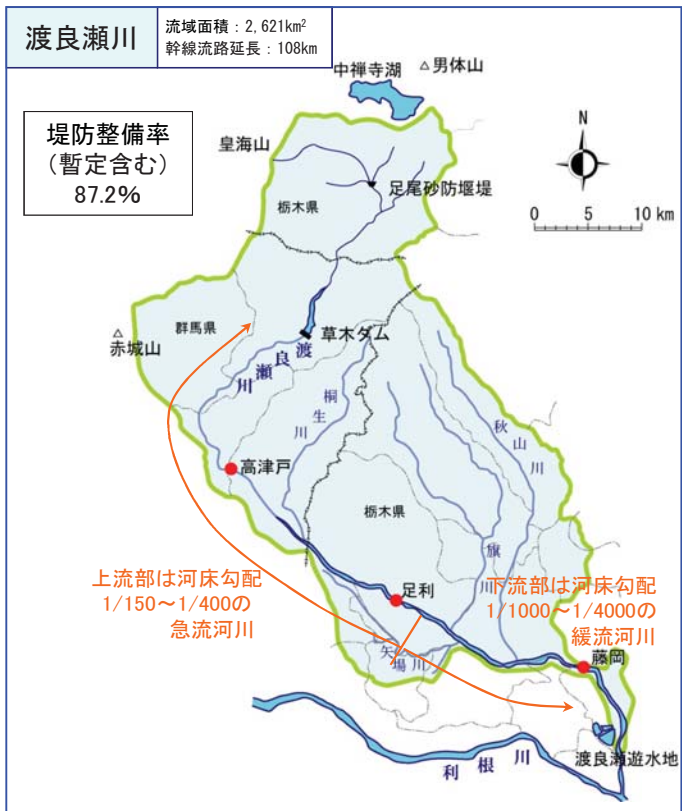 渡良瀬川
流域面積：2,621km²
幹線流路延長：108km
中禅寺湖
△男体山
堤防整備率
（暫定含む）
87.2%
皇海山
足尾砂防堰堤
栃木県
N
0 5 10 km
群馬県
△
赤城山
草木ダム
渡良瀬川
桐生川
秋山川
高津戸
栃木県
旗川
上流部は河床勾配
1/150～1/400の
急流河川
足利
下流部は河床勾配
1/1000～1/4000の
緩流河川
矢場川
藤岡
渡良瀬遊水地
利根川